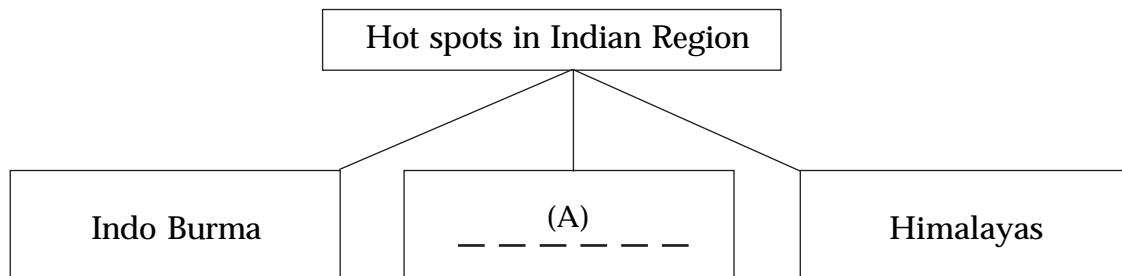 Hot spots in Indian Region
Indo Burma
(A)
_ _ _ _ _ _
Himalayas